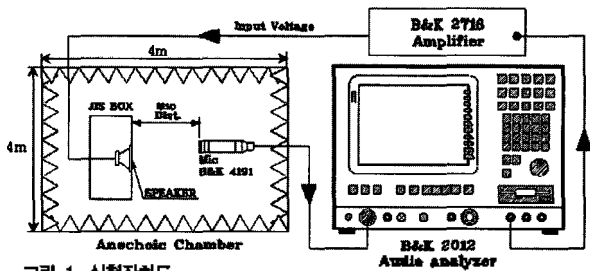 Input Voltage
B&K 2716
Amplifier
4m
4m
JIS BOX
Mic
Dist.
Mic
B&K 4191
SPEAKER
Anechoic Chamber
B&K 2012
Audio analyzer
그림 1. 실험장치도